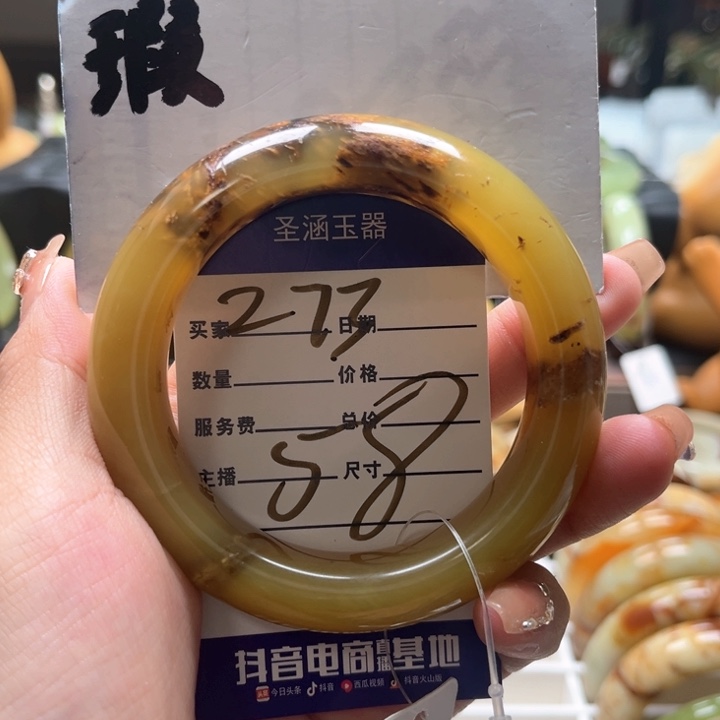 瑕
圣涵玉器
273
买家 日期
数量 价格
服务费 总价
58
主播 尺寸
抖音电商直播基地
头条 今日头条 抖音 西瓜视频 抖音火山版